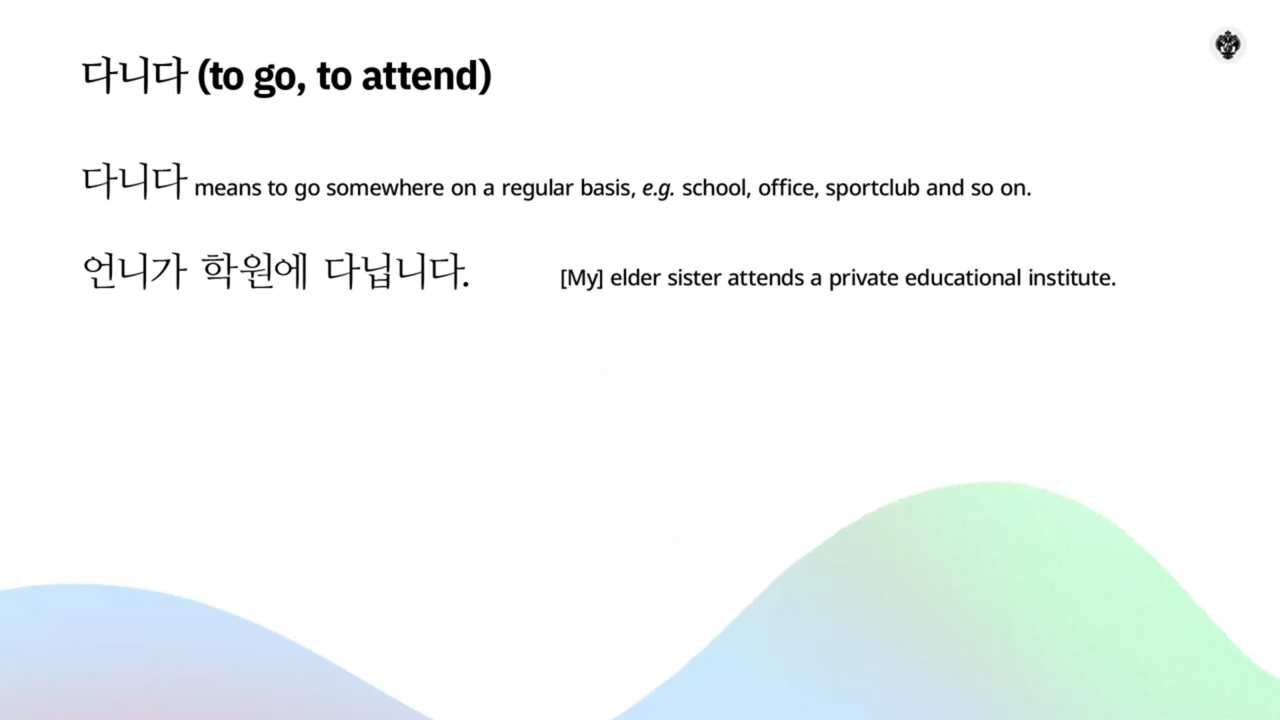 다니다 (to go, to attend)
다니다 means to go somewhere on a regular basis, e.g. school, office, sportclub and so on.
언니가 학원에 다닙니다. [My] elder sister attends a private educational institute.